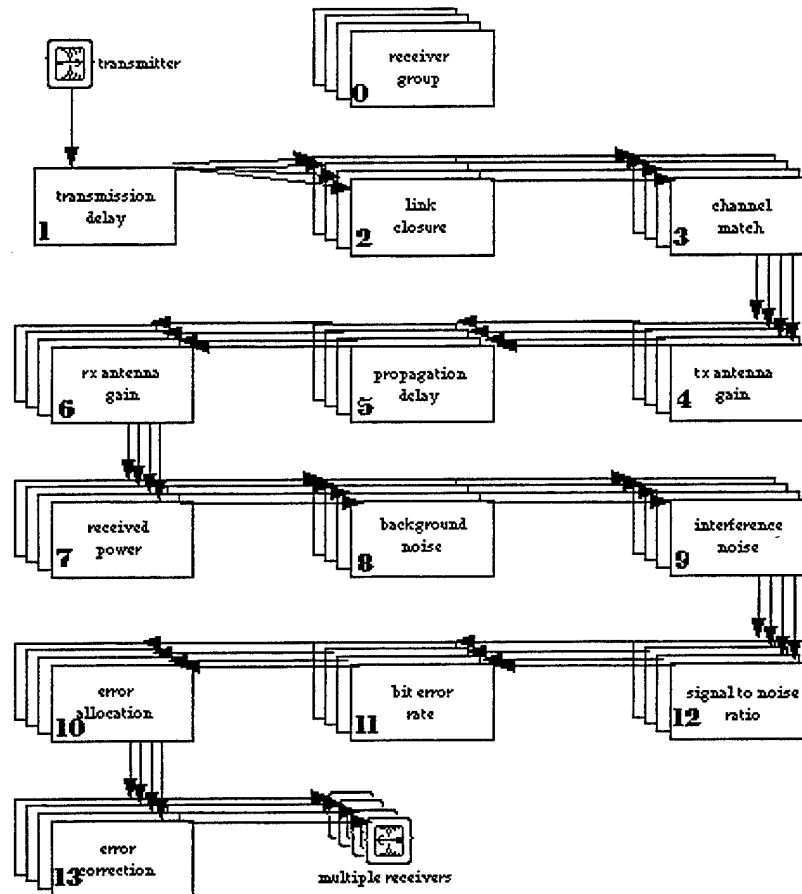 transmitter
receiver
group
0
transmission
delay
1
link
closure
2
channel
match
3
rx antenna
gain
6
propagation
delay
5
tx antenna
gain
4
received
power
7
background
noise
8
interference
noise
9
error
allocation
10
bit error
rate
11
signal to noise
ratio
12
error
correction
13
multiple receivers